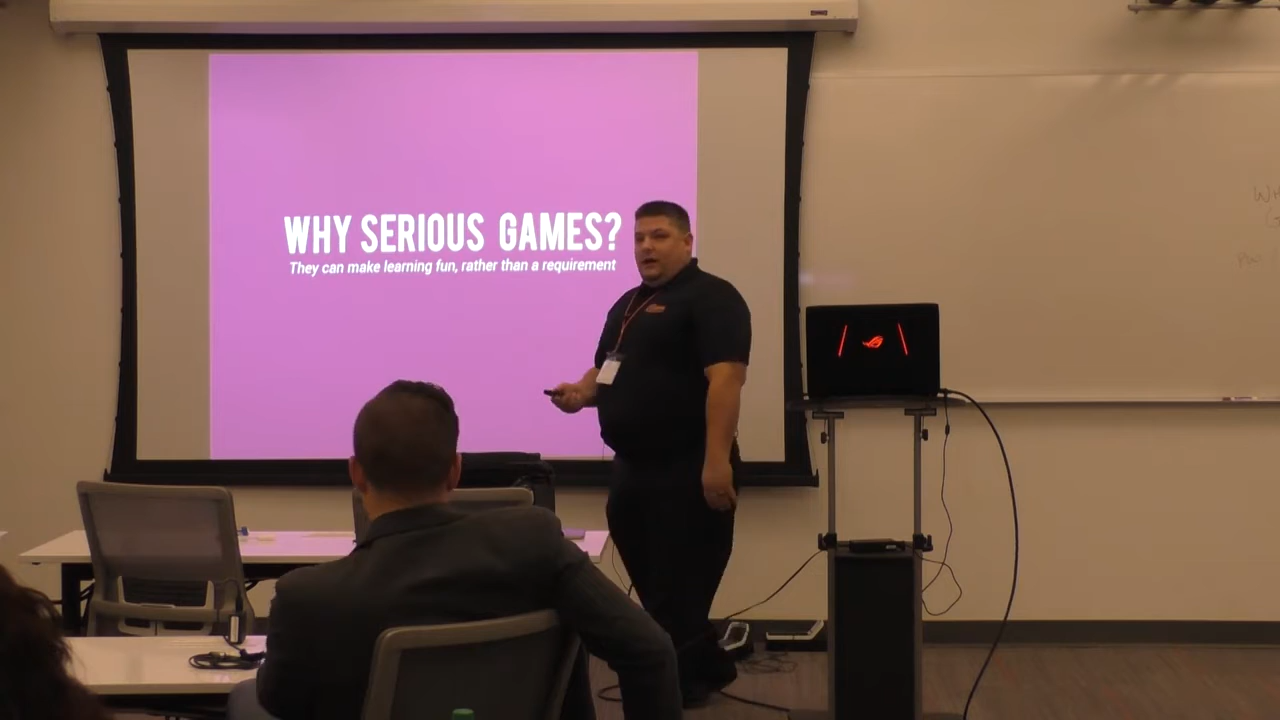 WHY SERIOUS GAMES?
They can make learning fun, rather than a requirement